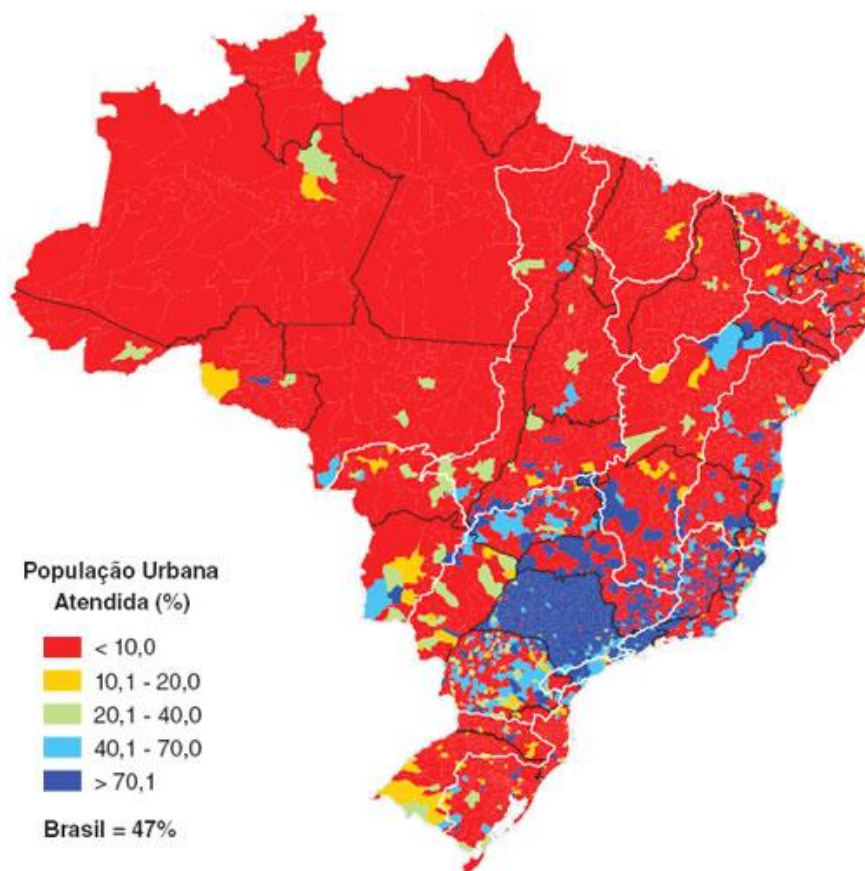 População Urbana
Atendida (%)
< 10,0
10,1 - 20,0
20,1 - 40,0
40,1 - 70,0
> 70,1
Brasil = 47%